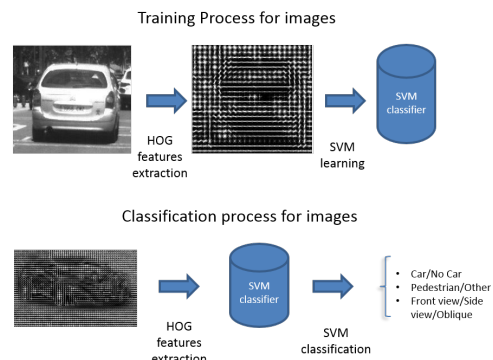 Training Process for images
HOG
features
extraction
SVM
learning
SVM
classifier
Classification process for images
HOG
features
extraction
SVM
classifier
SVM
classification
• Car/No Car
• Pedestrian/Other
• Front view/Side
view/Oblique